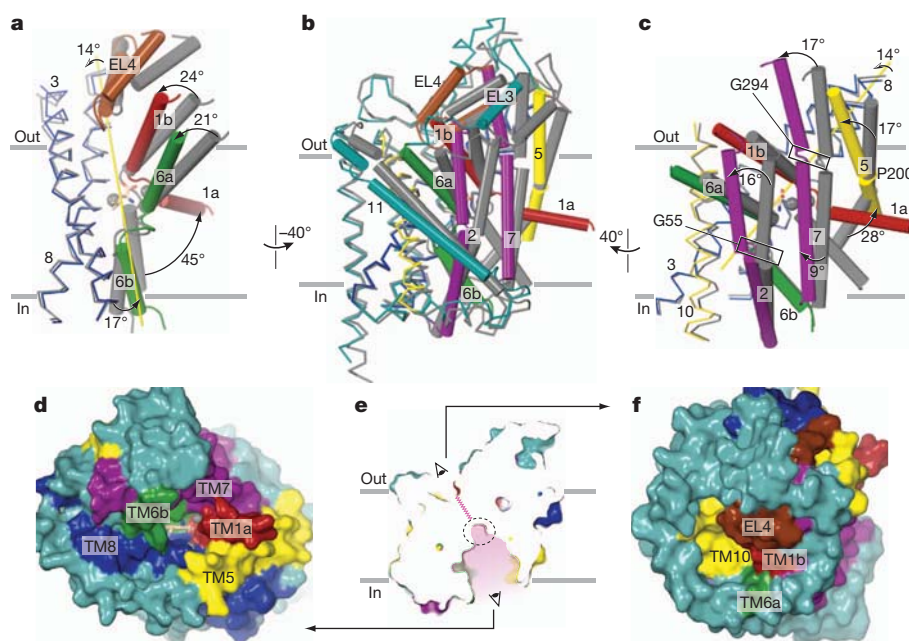 a
b
c
14°
EL4
3
24°
1b
Out
21°
6a
1a
8
45°
6b
In
17°
−40°
EL4
EL3
1b
Out
5
6a
11
1a
2
7
6b
In
40°
17°
14°
8
G294
Out
17°
1b
5
6a
P200
16°
1a
G55
28°
7
3
9°
2
In
10
6b
d
e
f
TM7
TM6b
TM1a
TM8
TM5
Out
In
EL4
TM10
TM1b
TM6a